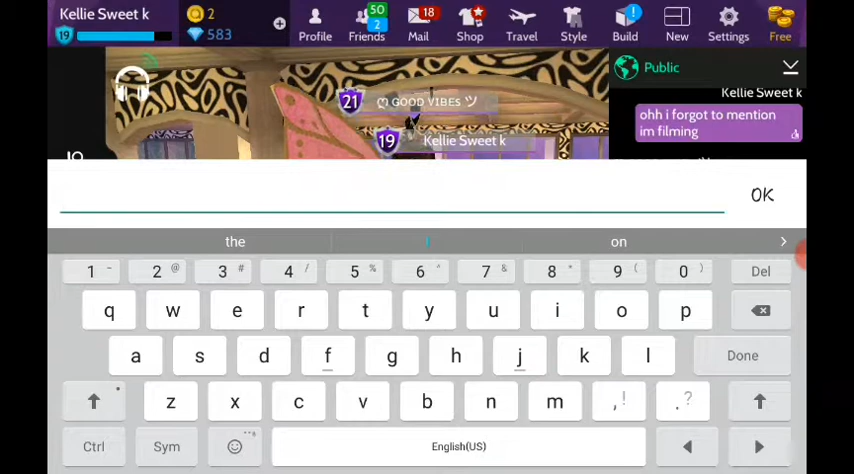 Kellie Sweet k
19
2
583
Profile
50
2
Friends
18
Mail
Shop
Travel
Style
!
Build
New
Settings
Free
Public
Kellie Sweet k
ohh i forgot to mention
im filming
21 ღ GOOD VIBES ツ
19 Kellie Sweet k
OK
the i on >
1 - 2 @ 3 # 4 / 5 % 6 ^ 7 & 8 * 9 ( 0 ) Del
q w e r t y u i o p
a s d f g h j k l Done
z x c v b n m , ! . ?
Ctrl Sym English(US)